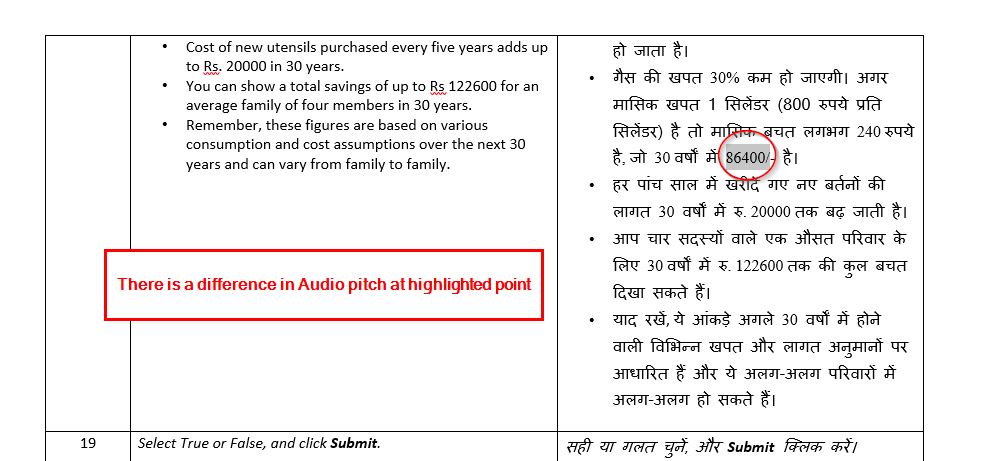 • Cost of new utensils purchased every five years adds up
to Rs. 20000 in 30 years.
• You can show a total savings of up to Rs 122600 for an
average family of four members in 30 years.
• Remember, these figures are based on various
consumption and cost assumptions over the next 30
years and can vary from family to family.
There is a difference in Audio pitch at highlighted point
हो जाता है।
• गैस की खपत 30% कम हो जाएगी। अगर
मासिक खपत 1 सिलेंडर (800 रुपये प्रति
सिलेंडर) है तो मासिक बचत लगभग 240 रुपये
है, जो 30 वर्षों में 86400/- है।
• हर पांच साल में खरीदे गए नए बर्तनों की
लागत 30 वर्षों में रु. 20000 तक बढ़ जाती है।
• आप चार सदस्यों वाले एक औसत परिवार के
लिए 30 वर्षों में रु. 122600 तक की कुल बचत
दिखा सकते हैं।
• याद रखें, ये आंकड़े अगले 30 वर्षों में होने
वाली विभिन्न खपत और लागत अनुमानों पर
आधारित हैं और ये अलग-अलग परिवारों में
अलग-अलग हो सकते हैं।
19
Select True or False, and click Submit.
सही या गलत चुनें, और Submit क्लिक करें।